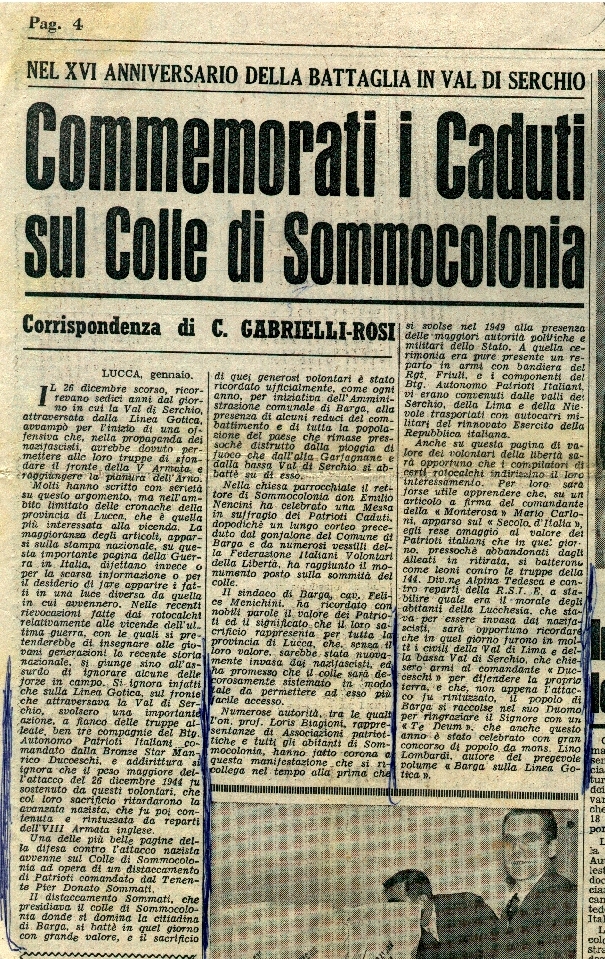 Pag. 4
NEL XVI ANNIVERSARIO DELLA BATTAGLIA IN VAL DI SERCHIO
Commemorati i Caduti
sul Colle di Sommocolonia
Corrispondenza di C. GABRIELLI-ROSI
LUCCA, gennaio.
IL 26 dicembre scorso, ricor-
revano sedici anni dal gior-
no in cui la Val di Serchio,
attraversata dalla Linea Gotica,
avvampò per l'inizio di una of-
fensiva che, nella propaganda dei
nazifascisti, avrebbe dovuto per-
mettere alle loro truppe di sfon-
dare il fronte della V. Armata e
raggiungere la pianura dell'Arno.
Molti hanno scritto con serietà
su questo argomento, ma nell'am-
bito limitato delle cronache della
provincia di Lucca, che è quella
più interessata alla vicenda. La
maggioranza degli articoli, appar-
si sulla stampa nazionale, su que-
sta importante pagina della Guer-
ra in Italia, difettano invece o
per la scarsa informazione o per
il desiderio di fare apparire i fat-
ti in una luce diversa da quella
in cui avvennero. Nelle recenti
rievocazioni fatte dai rotocalchi
relativamente alle vicende dell'ul-
tima guerra, con le quali si pre-
tenderebbe di insegnare alle gio-
vani generazioni la recente storia
nazionale, si giunge sino all'as-
surdo di ignorare alcune delle
forze in campo. Si ignora infatti
che sulla Linea Gotica, sul fronte
che attraversava la Val di Ser-
chio, svolsero una importante
azione, a fianco delle truppe al-
leate, ben tre compagnie del Btg.
Autonomo Patrioti Italiani co-
mandato dalla Bronze Star Man-
rico Ducceschi, e addirittura si
ignora che il peso maggiore del-
l'attacco del 26 dicembre 1944 fu
sostenuto da questi volontari, che
col loro sacrificio ritardarono la
avanzata nazista, che fu poi con-
tenuta e rintuzzata da reparti
dell'VIII Armata inglese.
Una delle più belle pagine del-
la difesa contro l'attacco nazista
avvenne sul Colle di Sommocolo-
nia ad opera di un distaccamento
di Patrioti comandato dal Tenen-
te Pier Donato Sommati.
Il distaccamento Sommati, che
presidiava il colle di Sommocolonia
donde si domina la cittadina
di Barga, si battè in quel giorno
con grande valore, e il sacrificio
di quei generosi volontari è stato
ricordato ufficialmente, come ogni
anno, per iniziativa dell'Ammini-
strazione comunale di Barga, alla
presenza di alcuni reduci del com-
battimento e di tutta la popola-
zione del paese che rimase pres-
sochè distrutto dalla pioggia di
fuoco che dall'alta Garfagnana e
dalla bassa Val di Serchio si ab-
battè su di esso.
Nella chiesa parrocchiale il ret-
tore di Sommocolonia don Emilio
Nencini ha celebrato una Messa
in suffragio dei Patrioti Caduti,
dopodichè un lungo corteo prece-
duto dal gonfalone del Comune di
Barga e da numerosi vessilli del-
la Federazione Italiani Volontari
della Libertà, ha raggiunto il mo-
numento posto sulla sommità del
colle.
Il sindaco di Barga, cav. Feli-
ce Menichini, ha ricordato con
nobili parole il valore dei Patrio-
ti ed il significato che il loro sa-
crificio rappresenta per tutta la
provincia di Lucca, che, senza il
loro valore, sarebbe stata nuova-
mente invasa dai nazifascisti, ed
ha promesso che il colle sarà de-
corosamente sistemato in modo
tale da permettere ad esso più
facile accesso.
Numerose autorità, tra le quali
l'on. prof. Loris Biagioni, rappre-
sentanze di Associazioni patriot-
tiche e tutti gli abitanti di Som-
mocolonia, hanno fatto corona a
questa manifestazione che si ri-
collega nel tempo alla prima che
si svolse nel 1949 alla presenza
delle maggiori autorità politiche e
militari dello Stato. A quella ce-
rimonia era pure presente un re-
parto in armi con bandiera del
Rgt. Friuli, e i componenti del
Btg. Autonomo Patrioti Italiani,
vi erano convenuti dalle valli del
Serchio, della Lima e della Nie-
vole trasportati con autocarri mi-
litari del rinnovato Esercito della
Repubblica italiana.
Anche su questa pagina di va-
lore dei volontari della libertà sa-
rà opportuno che i compilatori di
certi rotocalchi indirizzino il loro
interessamento. Per loro sarà
forse utile apprendere che, su un
articolo a firma del comandante
della « Monterosa » Mario Carlo-
ni, apparso sul « Secolo d'Italia »,
egli rese omaggio al valore dei
Patrioti italiani che in quel gior-
no, pressochè abbandonati dagli
Alleati in ritirata, si batterono
come leoni contro le truppe della
144. Div.ne Alpina Tedesca e con-
tro reparti della R.S.I.E. a sta-
bilire quale era il morale degli
abitanti della Lucchesia, che sta-
va per essere invasa dai nazifa-
scisti, sarà opportuno ricordare
che in quel giorno furono in mol-
ti i civili della Val di Lima e del-
la bassa Val di Serchio, che chie-
sero armi al comandante « Duc-
ceschi » per difendere la propria
terra, e che, non appena l'attac-
co fu rintuzzato, il popolo di
Barga si raccolse nel suo Duomo
per ringraziare il Signore con un
« Te Deum », che anche questo
anno è stato celebrato con gran
concorso di popolo da mons. Lino
Lombardi, autore del pregevole
volume « Barga sulla Linea Go-
tica ».